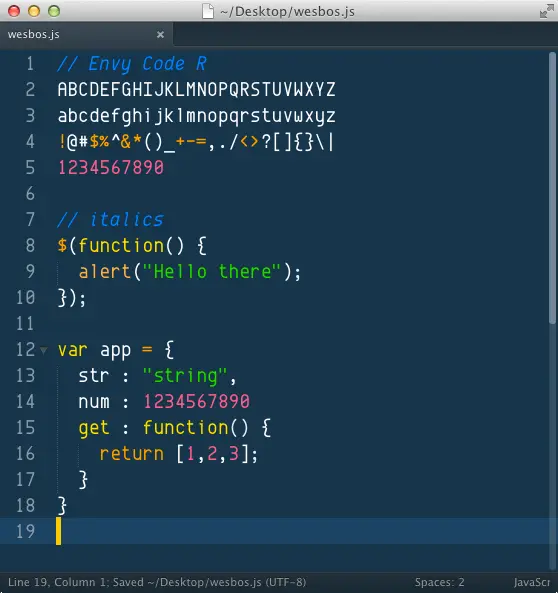 ~/Desktop/wesbos.js
wesbos.js ×
1 // Envy Code R
2 ABCDEFGHIJKLMNOPQRSTUVWXYZ
3 abcdefghijklmnopqrstuvwxyz
4 !@#$%^&*()_+-=,./<>?[]{}\|
5 1234567890
6
7 // italics
8 $(function() {
9   alert("Hello there");
10 });
11
12 var app = {
13   str : "string",
14   num : 1234567890
15   get : function() {
16     return [1,2,3];
17   }
18 }
19
Line 19, Column 1; Saved ~/Desktop/wesbos.js (UTF-8) Spaces: 2 JavaScr